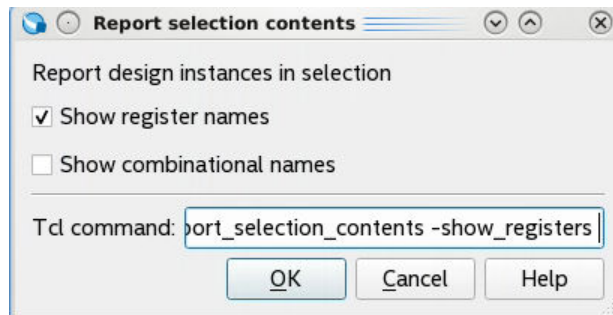 Report selection contents
Report design instances in selection
Show register names
Show combinational names
Tcl command: port_selection_contents -show_registers
OK Cancel Help